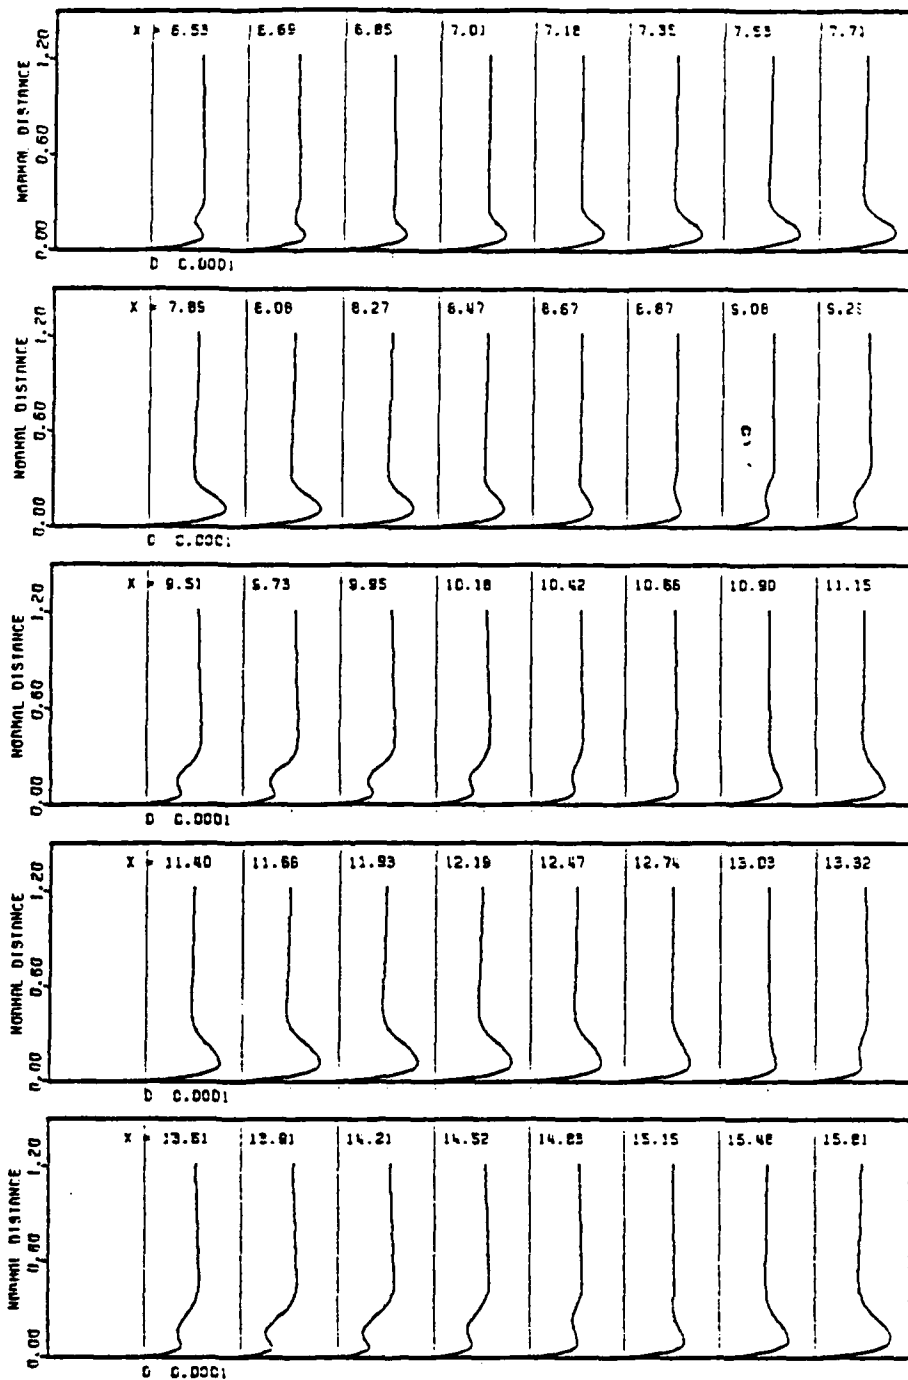 X = 6.53 6.69 6.85 7.01 7.18 7.35 7.53 7.71
NORMAL DISTANCE
0.00 0.60 1.20
0 0.0001
X = 7.89 8.08 8.27 8.47 8.67 8.87 9.08
NORMAL DISTANCE
0.00 0.60 1.20
0 0.0001
X = 9.51 9.73 9.95 10.18 10.42 10.66 10.90 11.15
NORMAL DISTANCE
0.00 0.60 1.20
0 0.0001
X = 11.40 11.66 11.93 12.19 12.47 12.74 13.03 13.32
NORMAL DISTANCE
0.00 0.60 1.20
0 0.0001
X = 13.61 13.91 14.21 14.52 14.83 15.15 15.48 15.81
NORMAL DISTANCE
0.00 0.60 1.20
0 0.0001